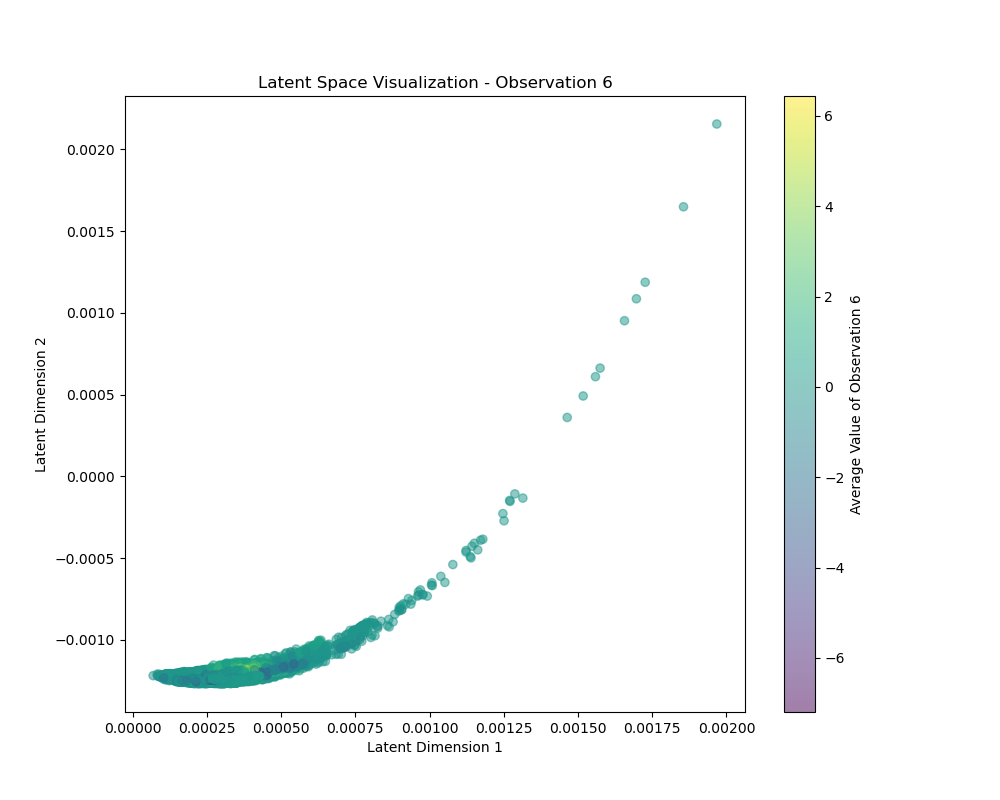 Latent Space Visualization - Observation 6
0.0020
0.0015
0.0010
0.0005
0.0000
−0.0005
−0.0010
Latent Dimension 2
0.00000 0.00025 0.00050 0.00075 0.00100 0.00125 0.00150 0.00175 0.00200
Latent Dimension 1
6
4
2
0
−2
−4
−6
Average Value of Observation 6